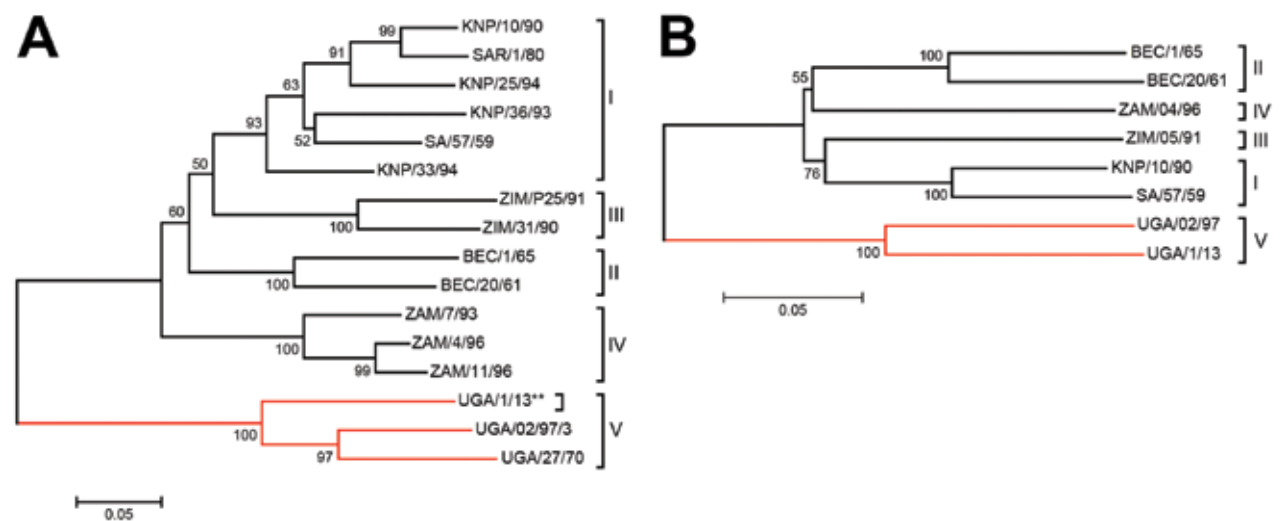 A
99
KNP/10/90
SAR/1/80
91
KNP/25/94
63
KNP/36/93
52
SA/57/59
93
KNP/33/94
I
50
ZIM/P25/91
100
ZIM/31/90
III
60
BEC/1/65
100
BEC/20/61
II
ZAM/7/93
100
ZAM/4/96
99
ZAM/11/96
IV
UGA/1/13**
100
UGA/02/97/3
97
UGA/27/70
V
0.05
B
100
BEC/1/65
BEC/20/61
II
55
ZAM/04/96
IV
ZIM/05/91
III
76
KNP/10/90
100
SA/57/59
I
UGA/02/97
100
UGA/1/13
V
0.05